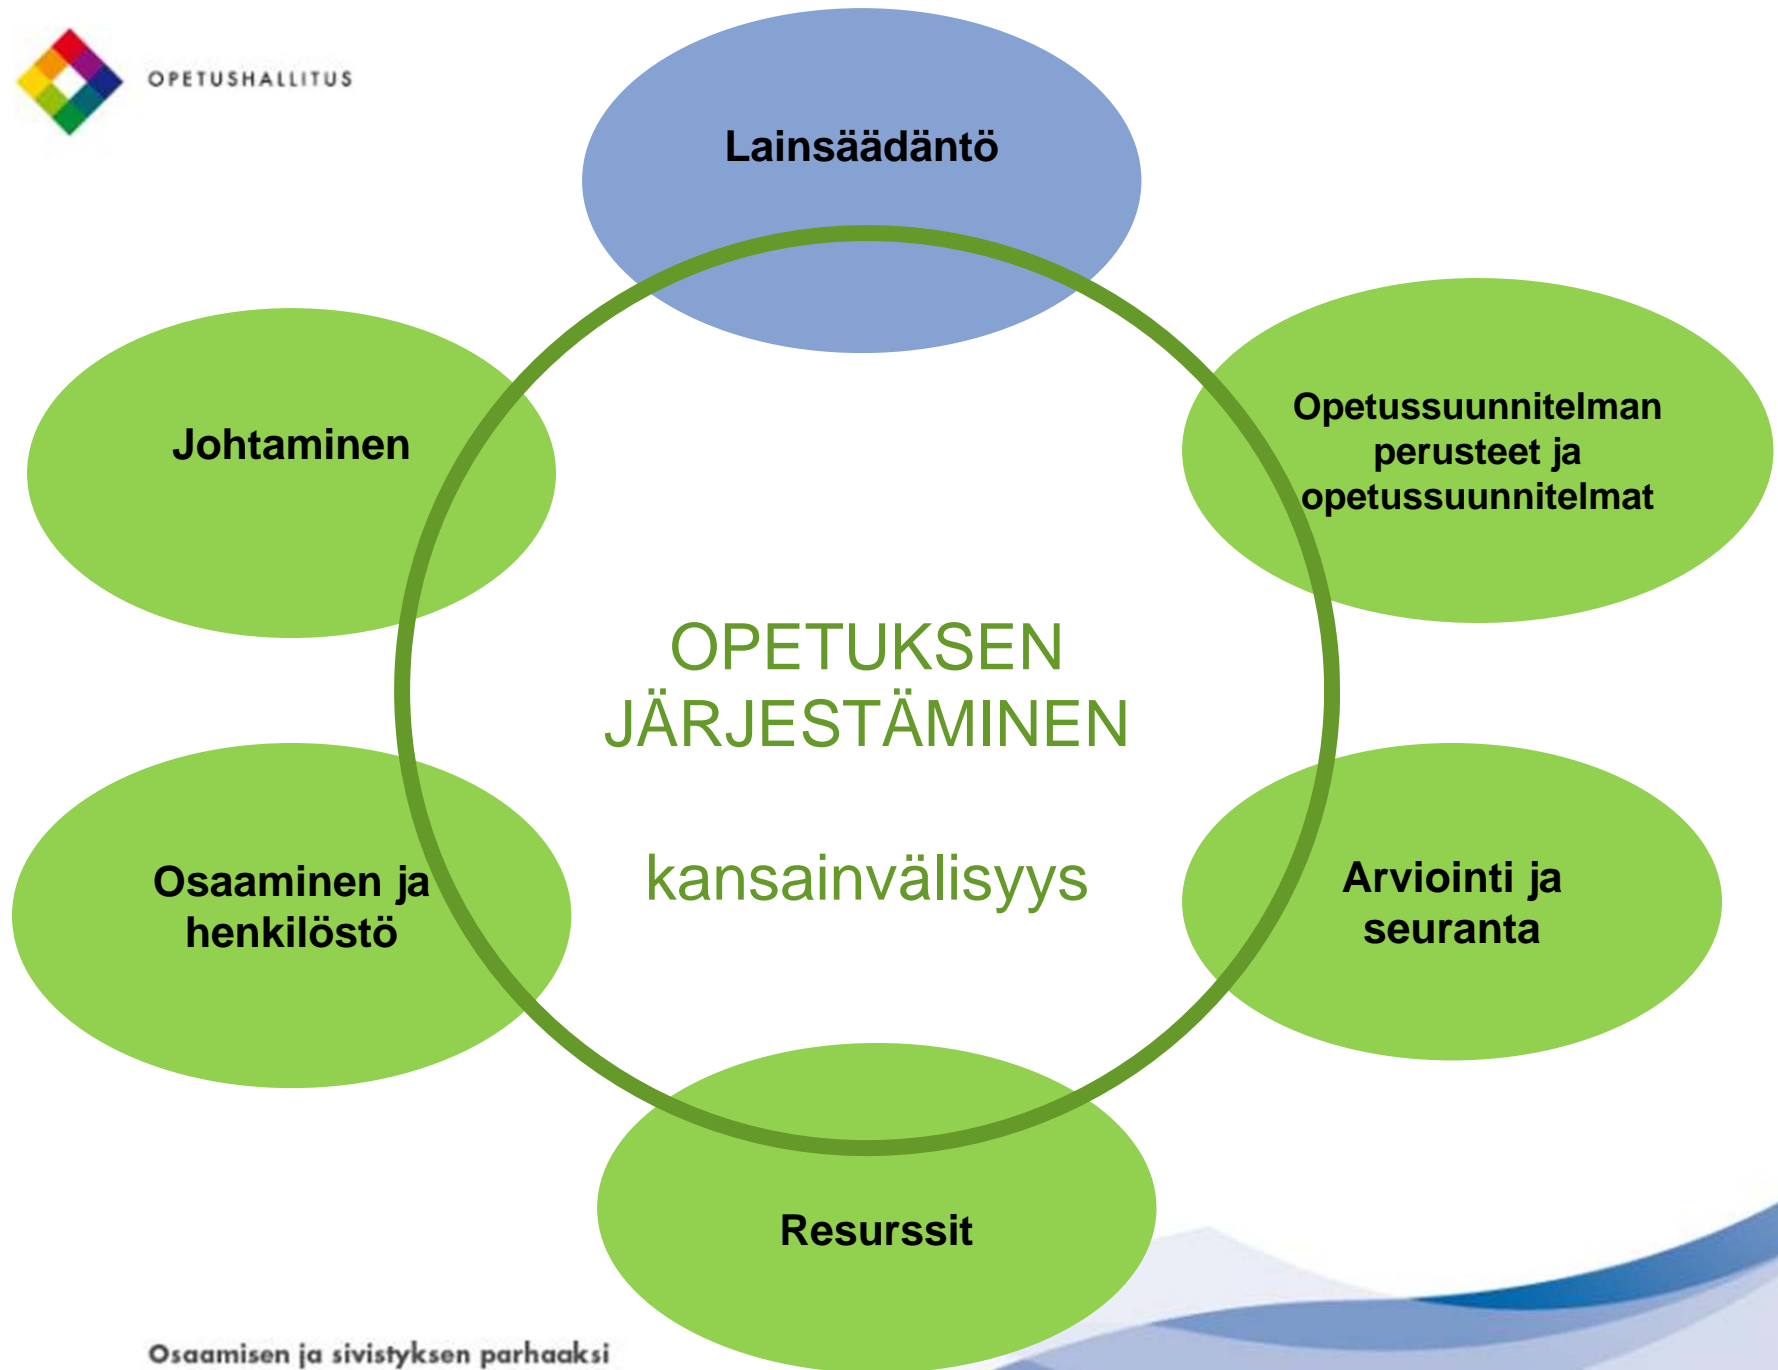 OPETUSHALLITUS
Lainsäädäntö
Opetussuunnitelman
perusteet ja
opetussuunnitelmat
Johtaminen
OPETUKSEN
JÄRJESTÄMINEN
kansainvälisyys
Osaaminen ja
henkilöstö
Arviointi ja
seuranta
Resurssit
Osaamisen ja sivistyksen parhaaksi